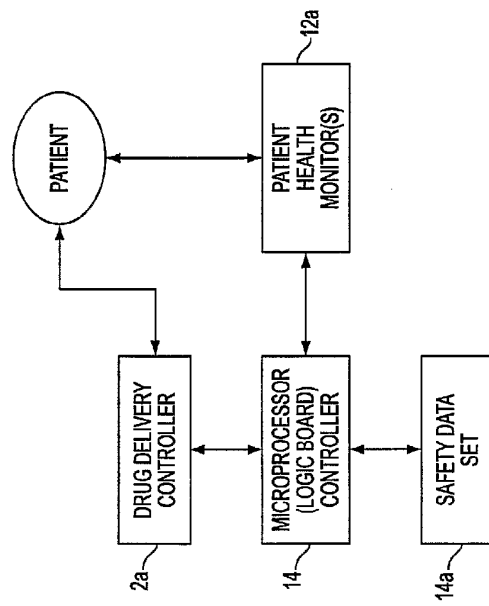 PATIENT
DRUG DELIVERY
CONTROLLER
2a
PATIENT
HEALTH
MONITOR(S)
12a
MICROPROCESSOR
(LOGIC BOARD)
CONTROLLER
14
SAFETY DATA
SET
14a